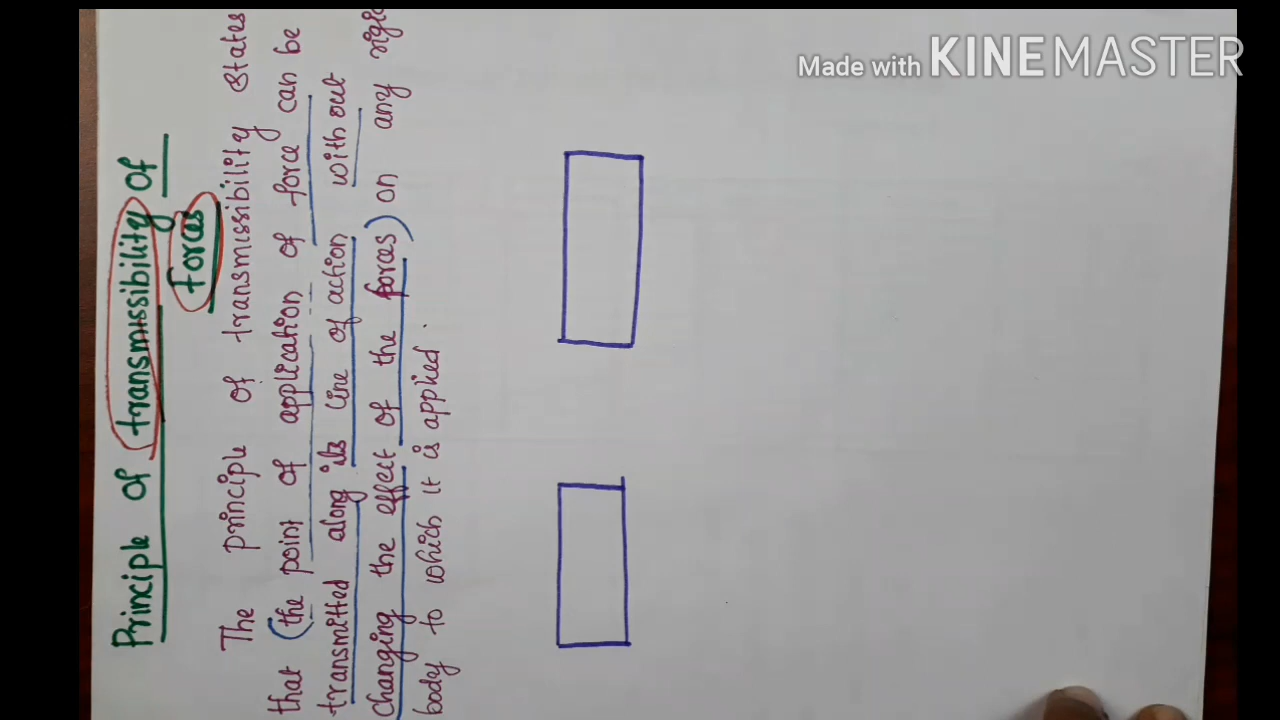 Principle of transmissibility of
forces
The principle of transmissibility states
that (the point of application of force can be
transmitted along its line of action with out
changing the effect of the forces) on any
body to which it is applied.
Made with KINEMASTER